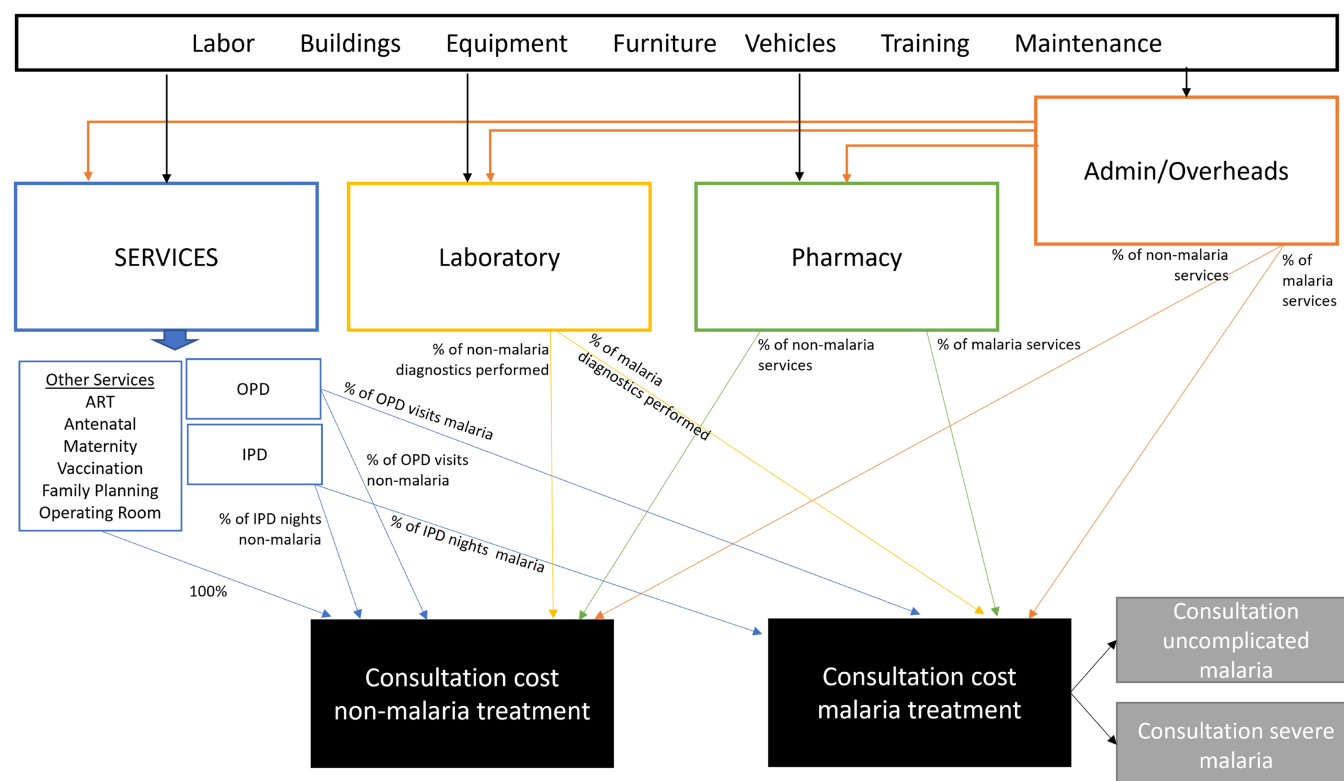 Labor Buildings Equipment Furniture Vehicles Training Maintenance
Admin/Overheads
SERVICES
Laboratory
Pharmacy
% of non-malaria
services
% of
malaria
services
% of non-malaria
diagnostics performed
% of malaria
diagnostics performed
% of non-malaria
services
% of malaria services
Other Services
ART
Antenatal
Maternity
Vaccination
Family Planning
Operating Room
OPD
IPD
% of OPD visits malaria
% of OPD visits
non-malaria
% of IPD nights
non-malaria
% of IPD nights malaria
100%
Consultation cost
non-malaria treatment
Consultation cost
malaria treatment
Consultation
uncomplicated
malaria
Consultation severe
malaria